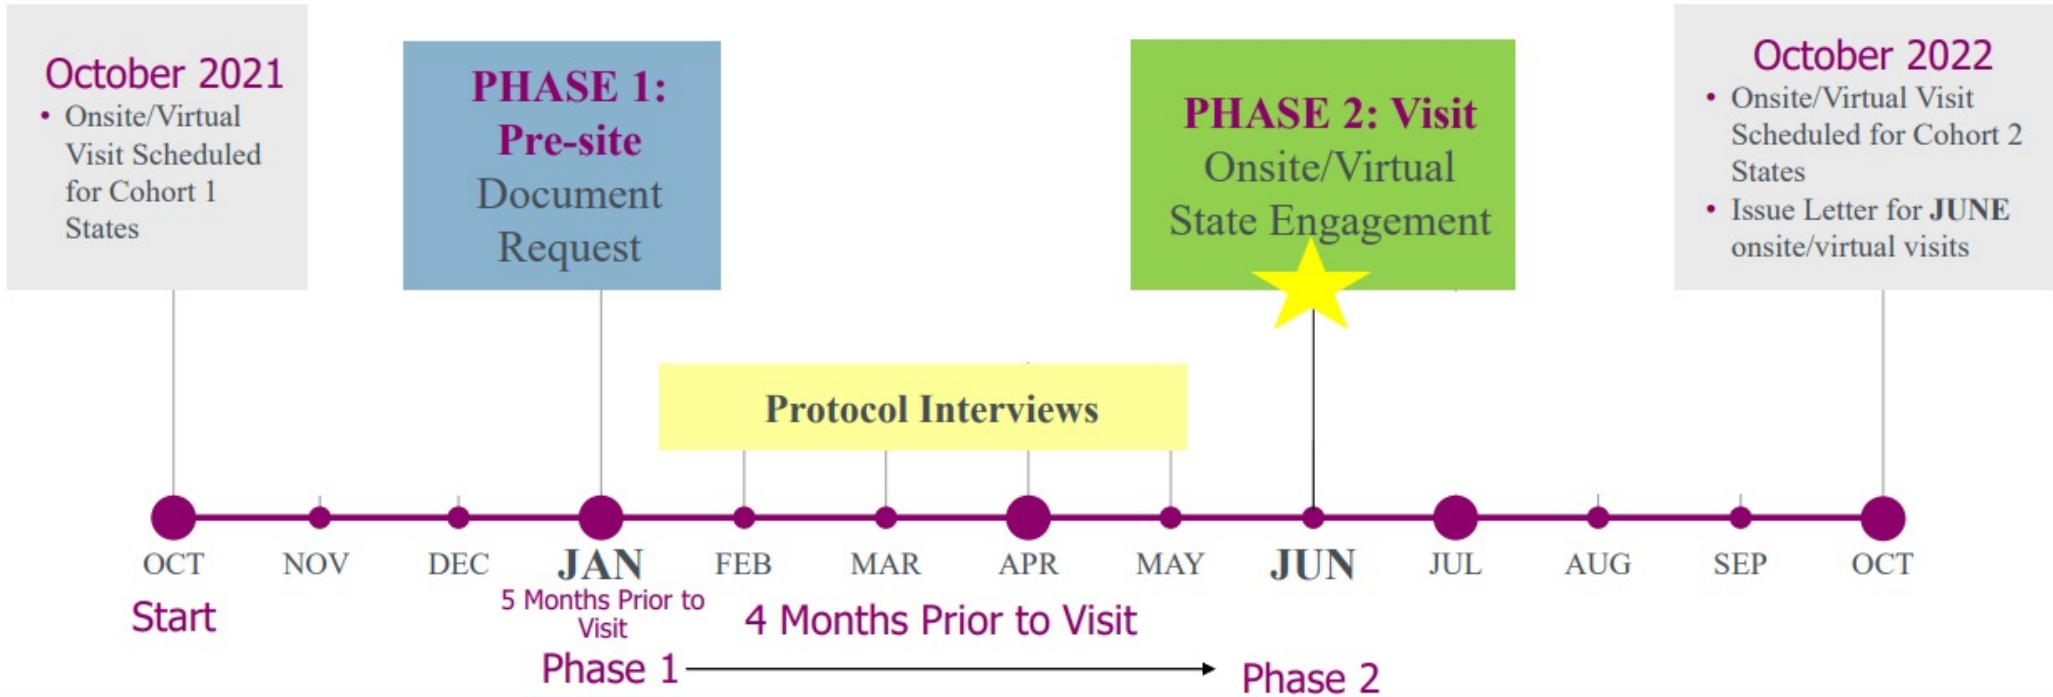 October 2021
• Onsite/Virtual
Visit Scheduled
for Cohort 1
States
PHASE 1:
Pre-site
Document
Request
PHASE 2: Visit
Onsite/Virtual
State Engagement
October 2022
• Onsite/Virtual Visit
Scheduled for Cohort 2
States
• Issue Letter for JUNE
onsite/virtual visits
Protocol Interviews
OCT NOV DEC JAN FEB MAR APR MAY JUN JUL AUG SEP OCT
Start
5 Months Prior to
Visit
4 Months Prior to Visit
Phase 1
Phase 2